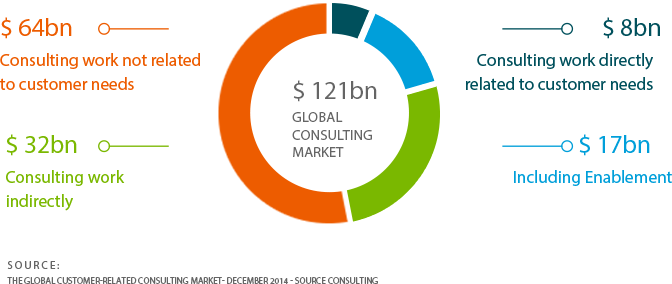 $ 64bn
Consulting work not related
to customer needs
$ 32bn
Consulting work
indirectly
$ 121bn
GLOBAL
CONSULTING
MARKET
$ 8bn
Consulting work directly
related to customer needs
$ 17bn
Including Enablement
SOURCE:
THE GLOBAL CUSTOMER-RELATED CONSULTING MARKET- DECEMBER 2014 - SOURCE CONSULTING